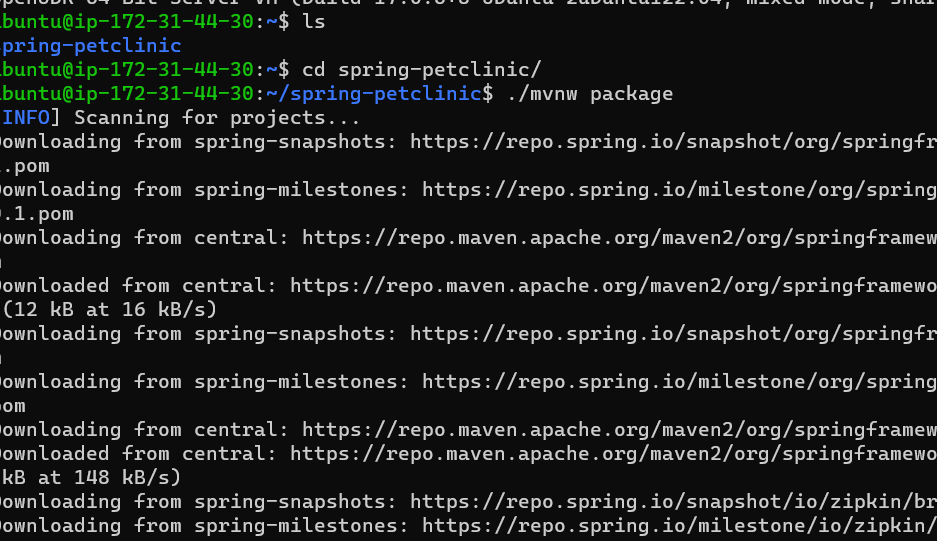 ubuntu@ip-172-31-44-30:~$ ls
spring-petclinic
ubuntu@ip-172-31-44-30:~$ cd spring-petclinic/
ubuntu@ip-172-31-44-30:~/spring-petclinic$ ./mvnw package
[INFO] Scanning for projects...
Downloading from spring-snapshots: https://repo.spring.io/snapshot/org/springfr
.pom
Downloading from spring-milestones: https://repo.spring.io/milestone/org/spring
.1.pom
Downloading from central: https://repo.maven.apache.org/maven2/org/springframew
Downloaded from central: https://repo.maven.apache.org/maven2/org/springframewo
(12 kB at 16 kB/s)
Downloading from spring-snapshots: https://repo.spring.io/snapshot/org/springfr
Downloading from spring-milestones: https://repo.spring.io/milestone/org/spring
pom
Downloading from central: https://repo.maven.apache.org/maven2/org/springframew
Downloaded from central: https://repo.maven.apache.org/maven2/org/springframewo
kB at 148 kB/s)
Downloading from spring-snapshots: https://repo.spring.io/snapshot/io/zipkin/br
Downloading from spring-milestones: https://repo.spring.io/milestone/io/zipkin/